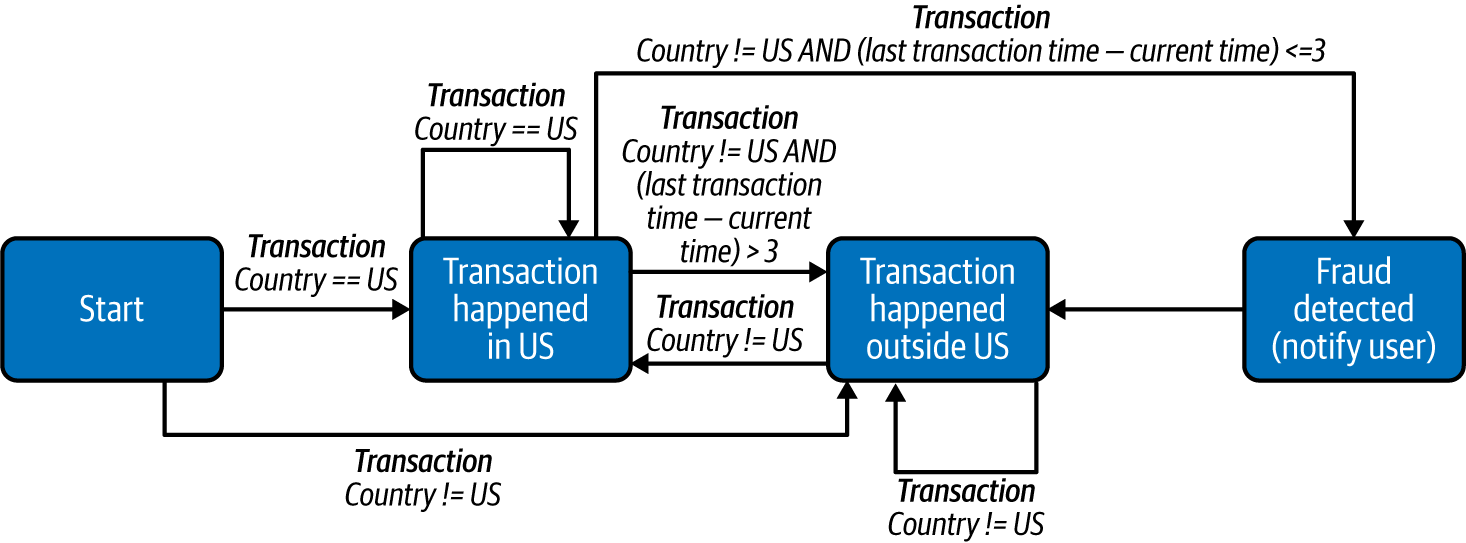 Transaction
Country != US AND (last transaction time – current time) <=3
Transaction
Country == US
Transaction
Country != US AND
(last transaction
time – current
time) > 3
Start
Transaction
Country == US
Transaction
happened
in US
Transaction
Country != US
Transaction
happened
outside US
Fraud
detected
(notify user)
Transaction
Country != US
Transaction
Country != US